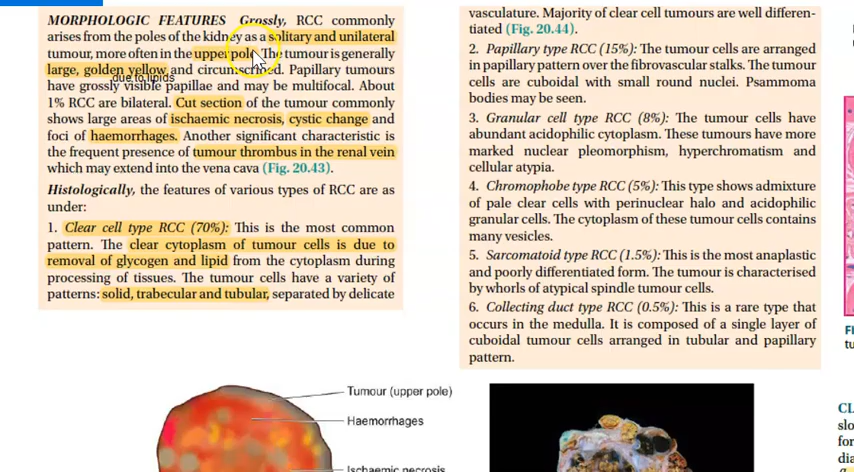 MORPHOLOGIC FEATURES Grossly, RCC commonly
arises from the poles of the kidney as a solitary and unilateral
tumour, more often in the upper pole. The tumour is generally
large, golden yellow and circumscribed. Papillary tumours
due to lipids
have grossly visible papillae and may be multifocal. About
1% RCC are bilateral. Cut section of the tumour commonly
shows large areas of ischaemic necrosis, cystic change and
foci of haemorrhages. Another significant characteristic is
the frequent presence of tumour thrombus in the renal vein
which may extend into the vena cava (Fig. 20.43).
Histologically, the features of various types of RCC are as
under:
1. Clear cell type RCC (70%): This is the most common
pattern. The clear cytoplasm of tumour cells is due to
removal of glycogen and lipid from the cytoplasm during
processing of tissues. The tumour cells have a variety of
patterns: solid, trabecular and tubular, separated by delicate
vasculature. Majority of clear cell tumours are well differen-
tiated (Fig. 20.44).
2. Papillary type RCC (15%): The tumour cells are arranged
in papillary pattern over the fibrovascular stalks. The tumour
cells are cuboidal with small round nuclei. Psammoma
bodies may be seen.
3. Granular cell type RCC (8%): The tumour cells have
abundant acidophilic cytoplasm. These tumours have more
marked nuclear pleomorphism, hyperchromatism and
cellular atypia.
4. Chromophobe type RCC (5%): This type shows admixture
of pale clear cells with perinuclear halo and acidophilic
granular cells. The cytoplasm of these tumour cells contains
many vesicles.
5. Sarcomatoid type RCC (1.5%): This is the most anaplastic
and poorly differentiated form. The tumour is characterised
by whorls of atypical spindle tumour cells.
6. Collecting duct type RCC (0.5%): This is a rare type that
occurs in the medulla. It is composed of a single layer of
cuboidal tumour cells arranged in tubular and papillary
pattern.
Tumour (upper pole)
Haemorrhages
Ischaemic necrosis
tu
CL
slo
for
dia